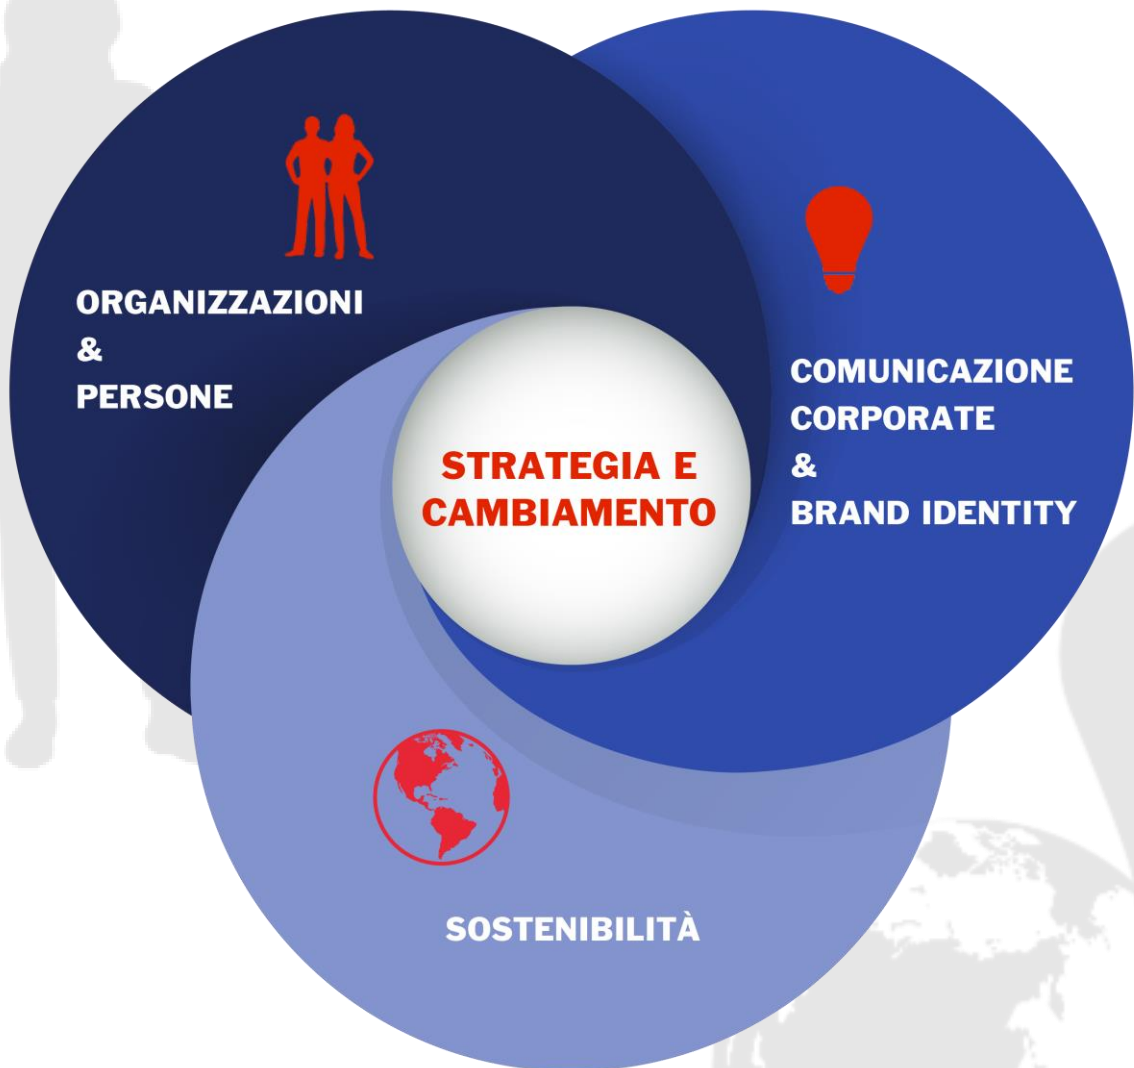 ORGANIZZAZIONI
&
PERSONE
COMUNICAZIONE
CORPORATE
&
BRAND IDENTITY
STRATEGIA E
CAMBIAMENTO
SOSTENIBILITÀ